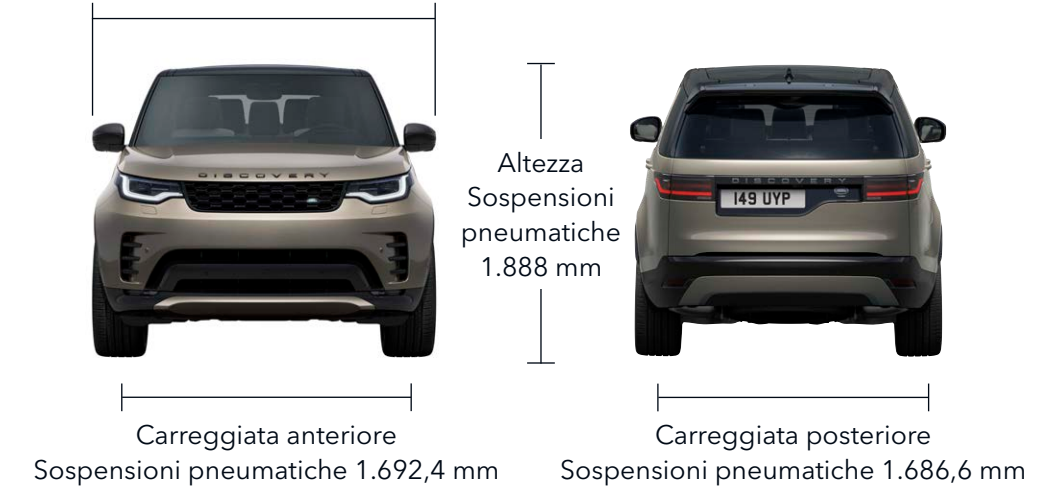 DISCOVERY
Altezza
Sospensioni
pneumatiche
1.888 mm
DISCOVERY
149 UYP
Carreggiata anteriore
Sospensioni pneumatiche 1.692,4 mm
Carreggiata posteriore
Sospensioni pneumatiche 1.686,6 mm